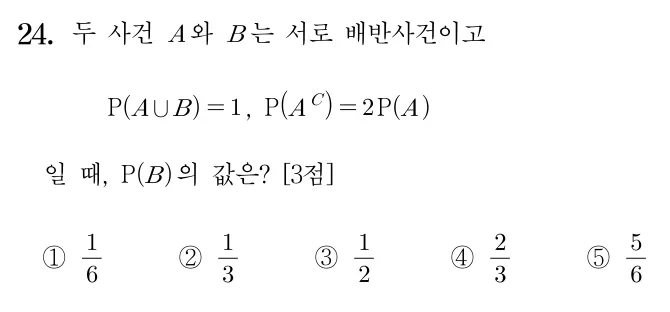 24. 두 사건 A와 B는 서로 배반사건이고
P(A∪B)=1, P(A^C)=2P(A)
일 때, P(B)의 값은? [3점]
① 1/6 ② 1/3 ③ 1/2 ④ 2/3 ⑤ 5/6